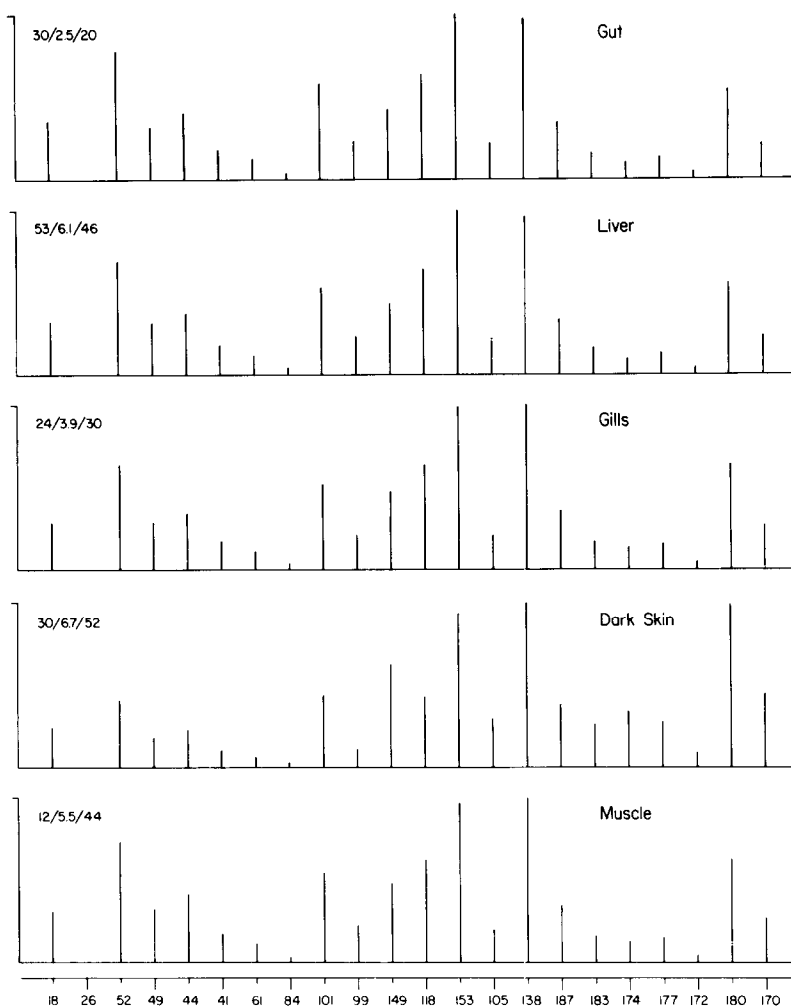 30/2.5/20
Gut
53/6.1/46
Liver
24/3.9/30
Gills
30/6.7/52
Dark Skin
12/5.5/44
Muscle
18 26 52 49 44 41 61 84 101 99 149 118 153 105 138 187 183 174 177 172 180 170